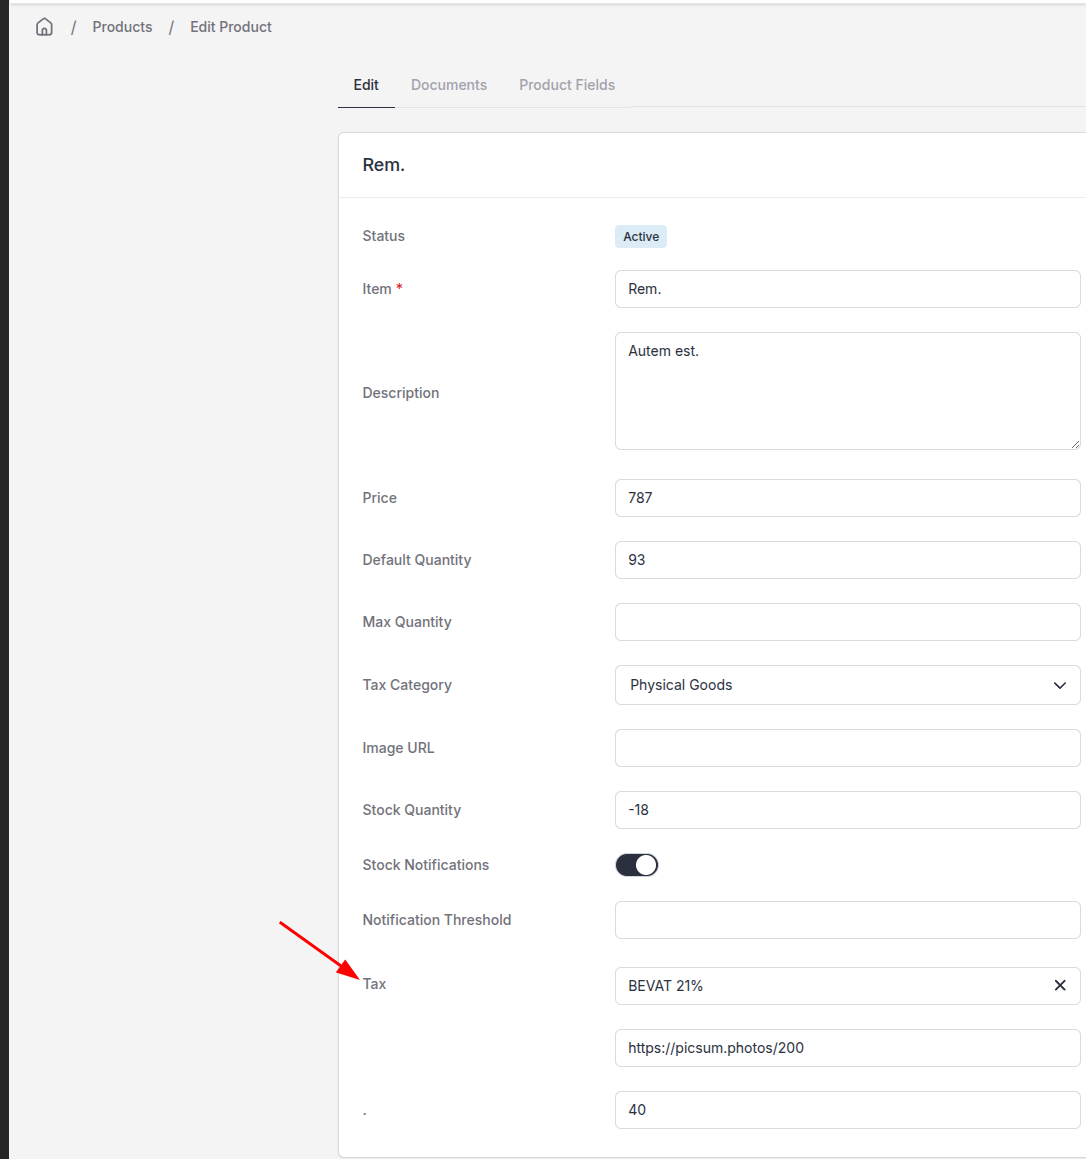 / Products / Edit Product
Edit Documents Product Fields
Rem.
Status Active
Item * Rem.
Description Autem est.
Price 787
Default Quantity 93
Max Quantity
Tax Category Physical Goods
Image URL
Stock Quantity -18
Stock Notifications
Notification Threshold
Tax BEVAT 21%
https://picsum.photos/200
. 40